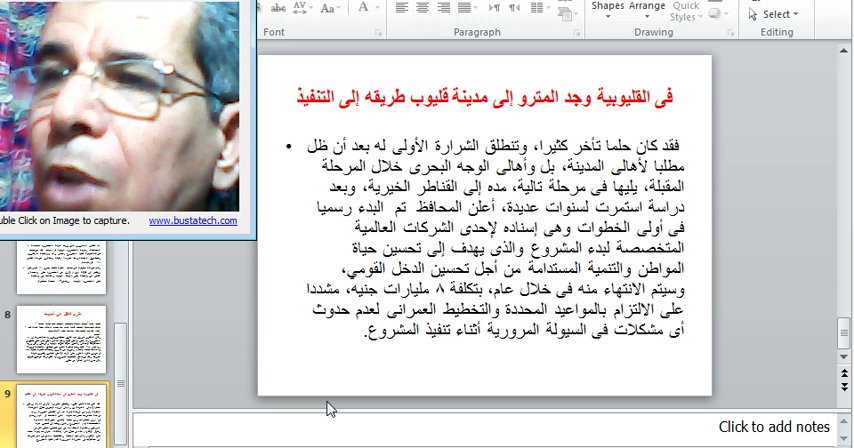 Shapes Arrange Quick Styles Select
Font Paragraph Drawing Editing
فى القليوبية وجد المترو إلى مدينة قليوب طريقه إلى التنفيذ
• فقد كان حلما تأخر كثيرا، وتنطلق الشرارة الأولى له بعد أن ظل
مطلبا لأهالى المدينة، بل وأهالى الوجه البحرى خلال المرحلة
المقبلة، يليها فى مرحلة تالية، مده إلى القناطر الخيرية، وبعد
دراسة استمرت لسنوات عديدة، أعلن المحافظ تم البدء رسميا
فى أولى الخطوات وهى إسناده لإحدى الشركات العالمية
المتخصصة لبدء المشروع والذى يهدف إلى تحسين حياة
المواطن والتنمية المستدامة من أجل تحسين الدخل القومي،
وسيتم الانتهاء منه فى خلال عام، بتكلفة ٨ مليارات جنيه، مشددا
على الالتزام بالمواعيد المحددة والتخطيط العمرانى لعدم حدوث
أى مشكلات فى السيولة المرورية أثناء تنفيذ المشروع.
uble Click on Image to capture. www.bustatech.com
8
9
Click to add notes